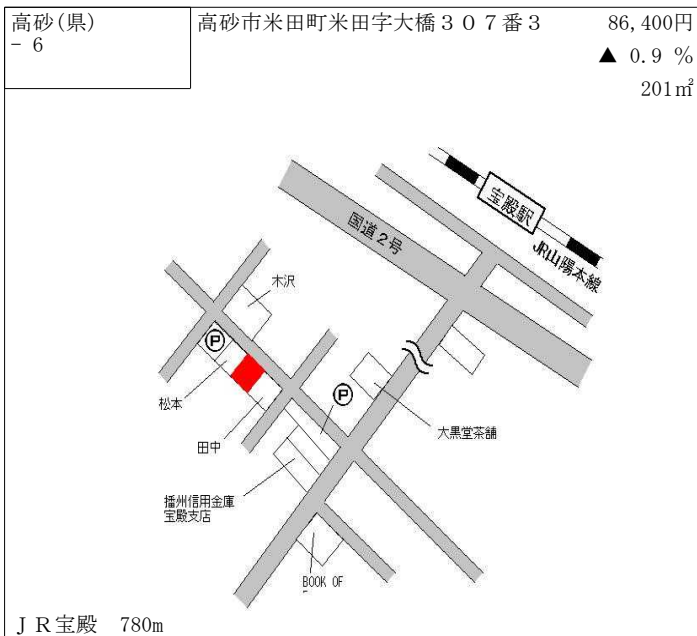 高砂(県)
- 6
高砂市米田町米田字大橋３０７番3
86,400円
▲ 0.9 %
201㎡
宝殿駅
JR山陽本線
国道２号
木沢
P
松本
田中
P
大黒堂茶舗
播州信用金庫
宝殿支店
BOOK OF
ＪＲ宝殿 780m